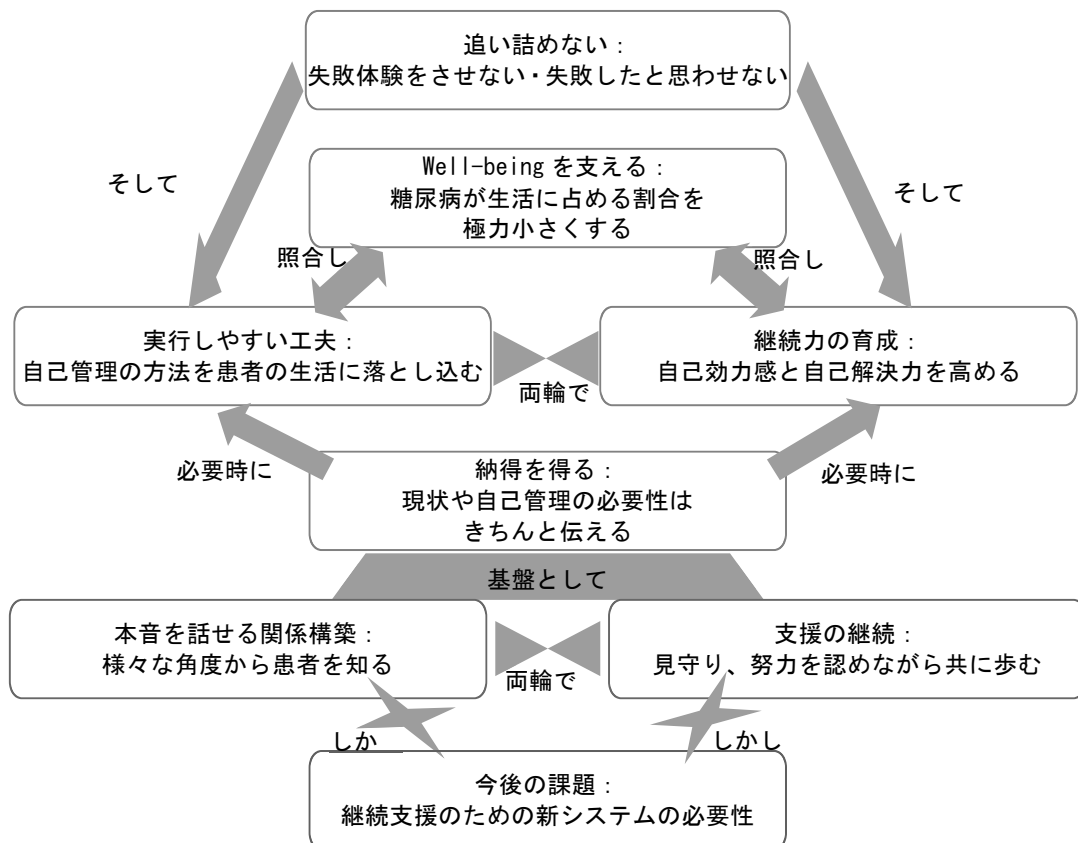 追い詰めない：
失敗体験をさせない・失敗したと思わせない
そして
Well-being を支える：
糖尿病が生活に占める割合を
極力小さくする
そして
照合し
照合し
実行しやすい工夫：
自己管理の方法を患者の生活に落とし込む
両輪で
継続力の育成：
自己効力感と自己解決力を高める
必要時に
納得を得る：
現状や自己管理の必要性は
きちんと伝える
必要時に
基盤として
本音を話せる関係構築：
様々な角度から患者を知る
両輪で
支援の継続：
見守り、努力を認めながら共に歩む
しか
しかし
今後の課題：
継続支援のための新システムの必要性